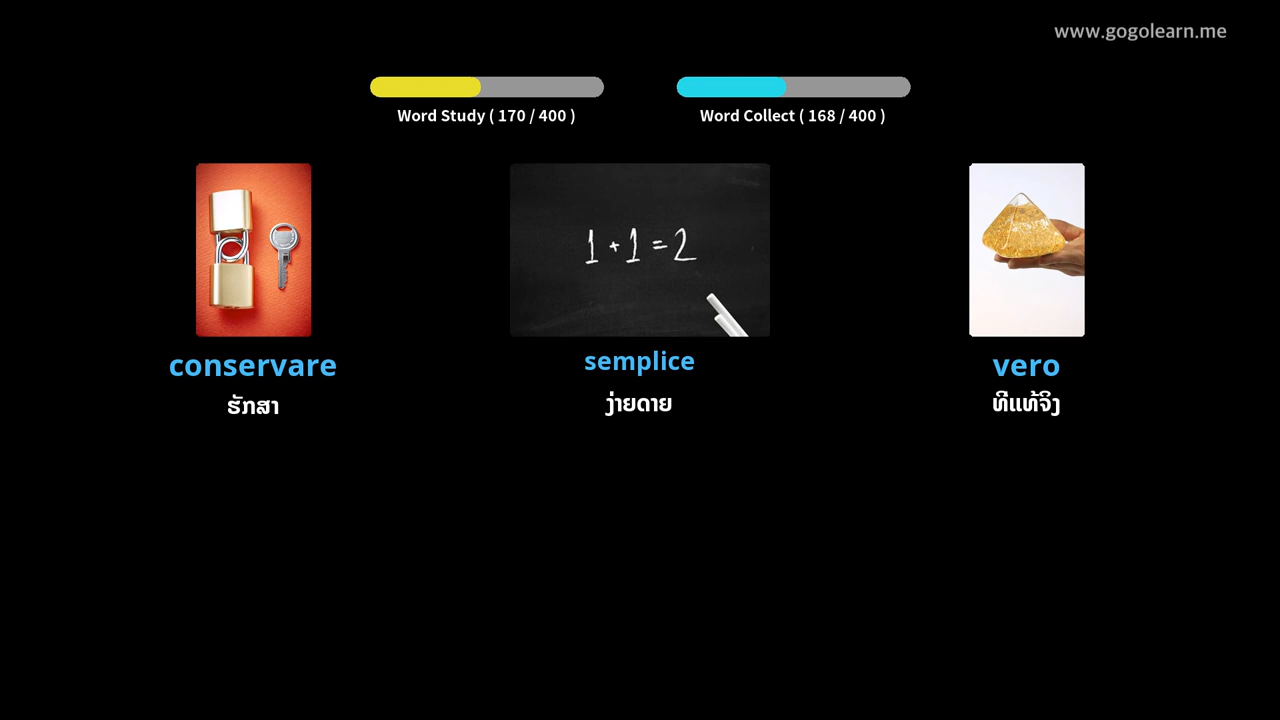 www.gogolearn.me
Word Study ( 170 / 400 )
Word Collect ( 168 / 400 )
1 + 1 = 2
conservare
semplice
vero
ຮັກສາ
ງ່າຍດາຍ
ທີ່ແທ້ຈິງ